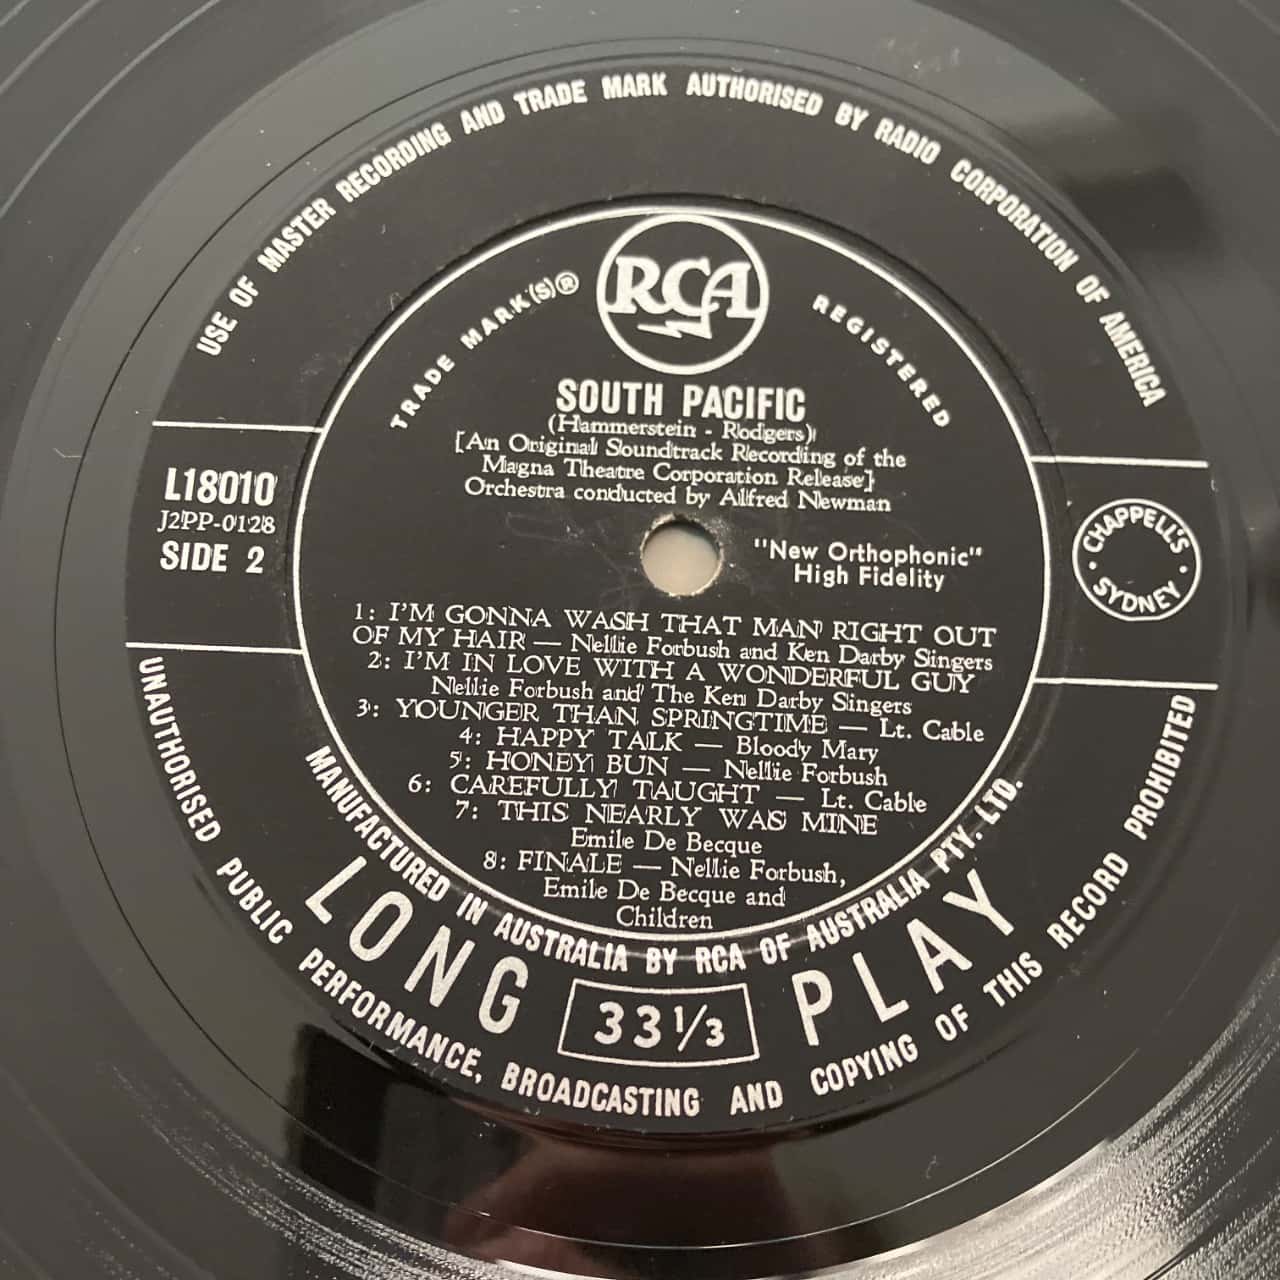 USE OF MASTER RECORDING AND TRADE MARK AUTHORISED BY RADIO CORPORATION OF AMERICA
TRADE MARK(S)® REGISTERED
RCA
SOUTH PACIFIC
(Hammerstein - Rodgers)
[An Original Soundtrack Recording of the
Magna Theatre Corporation Release]
Orchestra conducted by Alfred Newman
L18010
J2PP-0128
SIDE 2
"New Orthophonic"
High Fidelity
CHAPPELL'S
· SYDNEY ·
1: I'M GONNA WASH THAT MAN RIGHT OUT
OF MY HAIR — Nellie Forbush and Ken Darby Singers
2: I'M IN LOVE WITH A WONDERFUL GUY
Nellie Forbush and The Ken Darby Singers
3: YOUNGER THAN SPRINGTIME — Lt. Cable
4: HAPPY TALK — Bloody Mary
5: HONEY BUN — Nellie Forbush
6: CAREFULLY TAUGHT — Lt. Cable
7: THIS NEARLY WAS MINE
Emile De Becque
8: FINALE — Nellie Forbush,
Emile De Becque and
Children
MANUFACTURED IN AUSTRALIA BY RCA OF AUSTRALIA PTY. LTD.
LONG 33⅓ PLAY
UNAUTHORISED PUBLIC PERFORMANCE, BROADCASTING AND COPYING OF THIS RECORD PROHIBITED